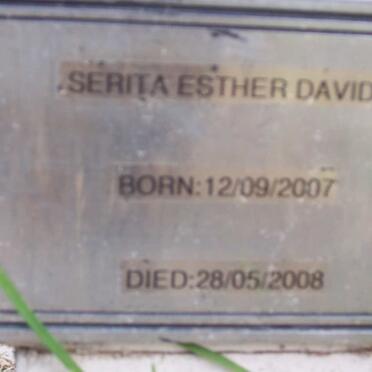 SERITA ESTHER DAVID
BORN:12/09/2007
DIED:28/05/2008